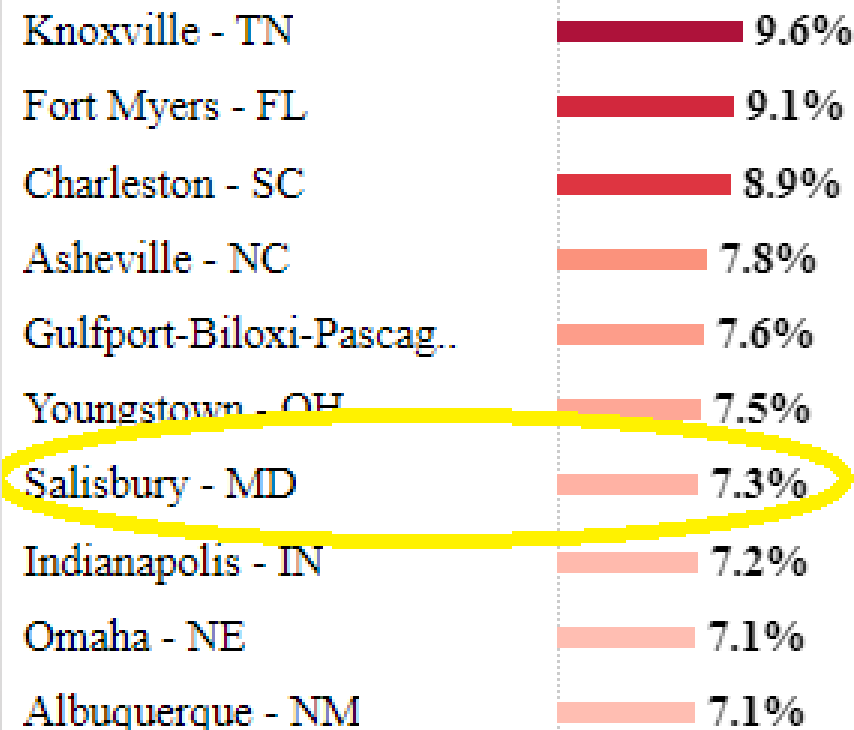 Knoxville - TN 9.6%
Fort Myers - FL 9.1%
Charleston - SC 8.9%
Asheville - NC 7.8%
Gulfport-Biloxi-Pascag.. 7.6%
Youngstown - OH 7.5%
Salisbury - MD 7.3%
Indianapolis - IN 7.2%
Omaha - NE 7.1%
Albuquerque - NM 7.1%